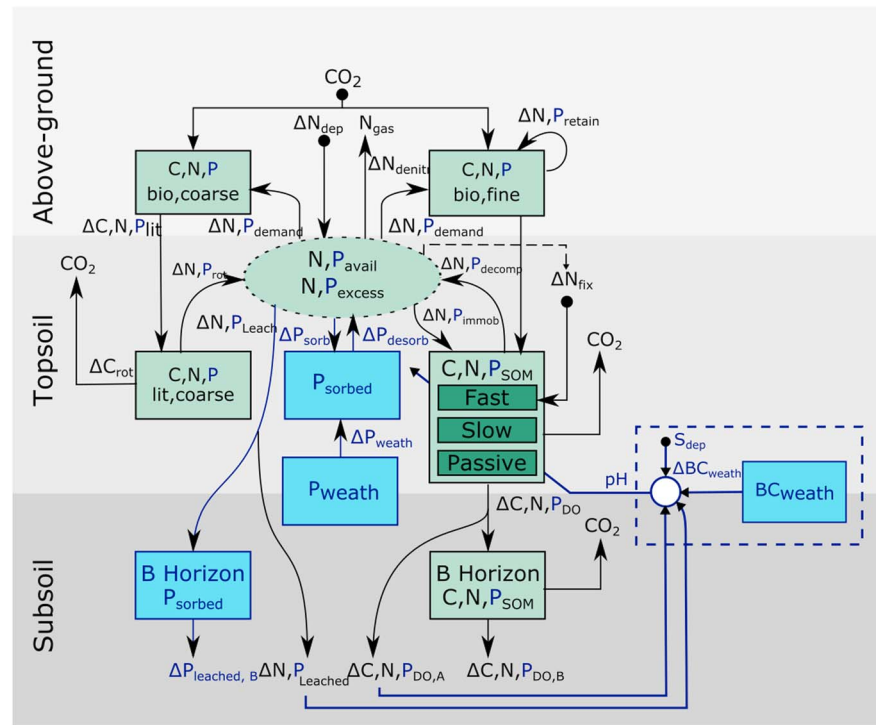 Above-ground
CO2
ΔNdep
Ngas
ΔN,Pretain
ΔNdenitr
C,N,P
bio,coarse
C,N,P
bio,fine
ΔC,N,Plit
ΔN,Pdemand
ΔN,Pdemand
Topsoil
CO2
ΔN,Prot
N,Pavail
N,Pexcess
ΔN,Pdecomp
ΔNfix
ΔN,PLeach
ΔPsorb
ΔPdesorb
ΔN,Pimmob
CO2
ΔCrot
C,N,P
lit,coarse
Psorbed
C,N,PSOM
Fast
Slow
Passive
ΔPweath
Pweath
Sdep
ΔBCweath
pH
BCweath
Subsoil
ΔC,N,PDO
CO2
B Horizon
Psorbed
B Horizon
C,N,PSOM
ΔPleached, B
ΔN,PLeached
ΔC,N,PDO,A
ΔC,N,PDO,B